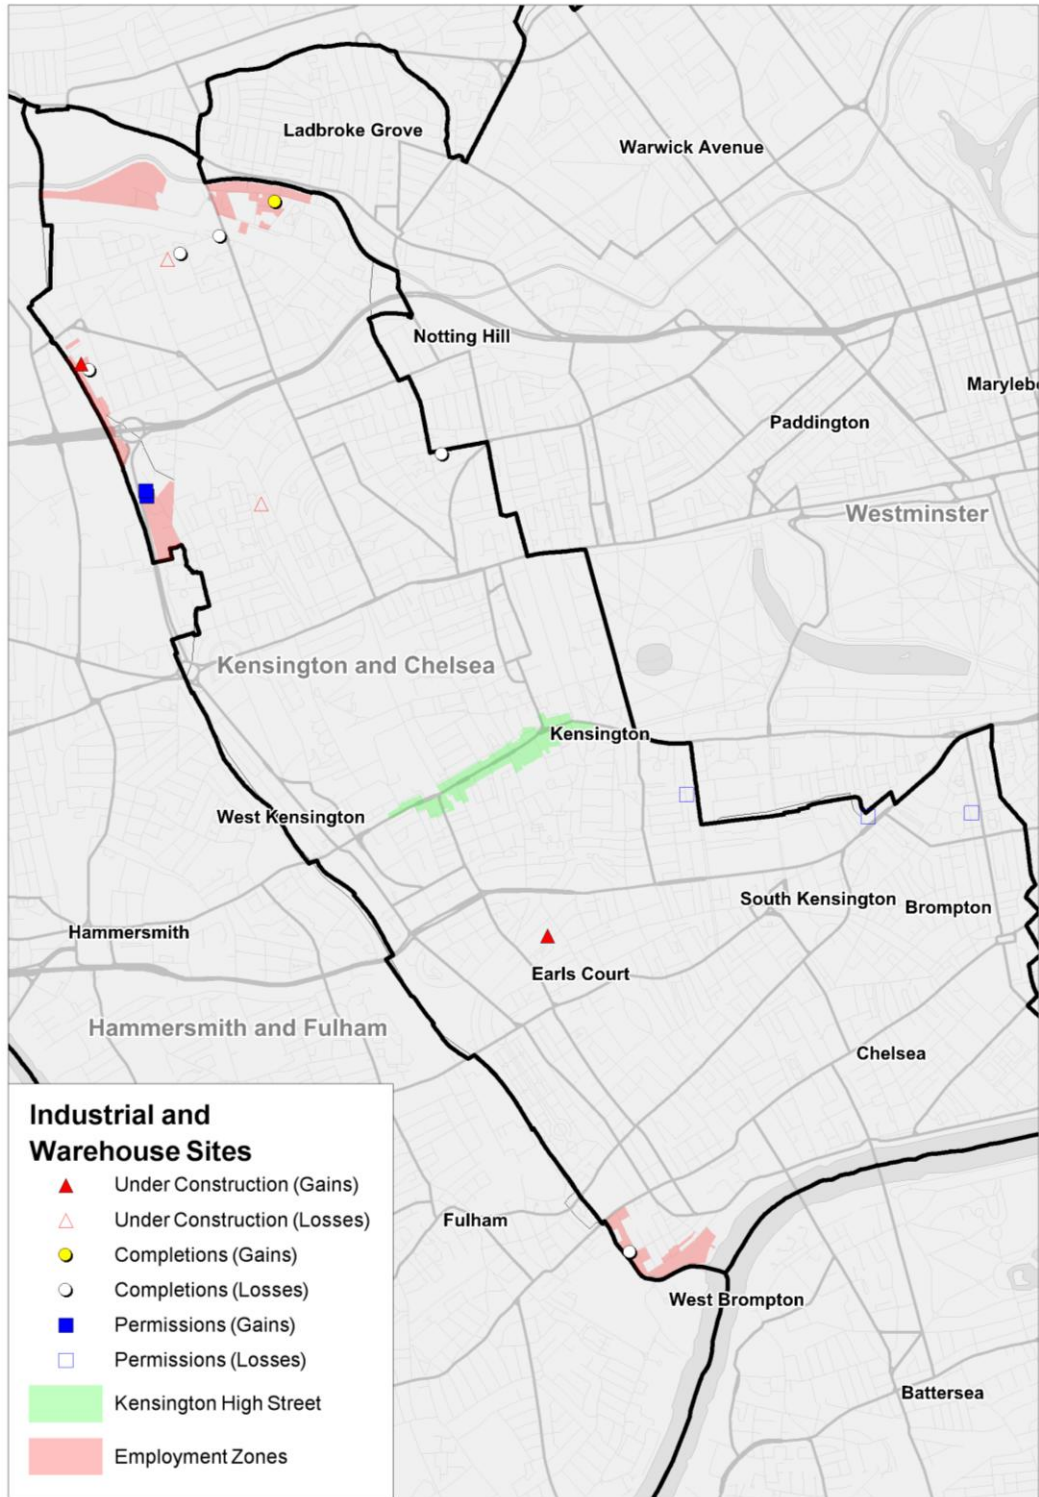 Ladbroke Grove
Warwick Avenue
Notting Hill
Maryleb
Paddington
Westminster
Kensington and Chelsea
Kensington
West Kensington
South Kensington
Brompton
Hammersmith
Earls Court
Hammersmith and Fulham
Chelsea
Industrial and
Warehouse Sites
Under Construction (Gains)
Under Construction (Losses)
Completions (Gains)
Completions (Losses)
Permissions (Gains)
Permissions (Losses)
Kensington High Street
Employment Zones
Fulham
West Brompton
Battersea